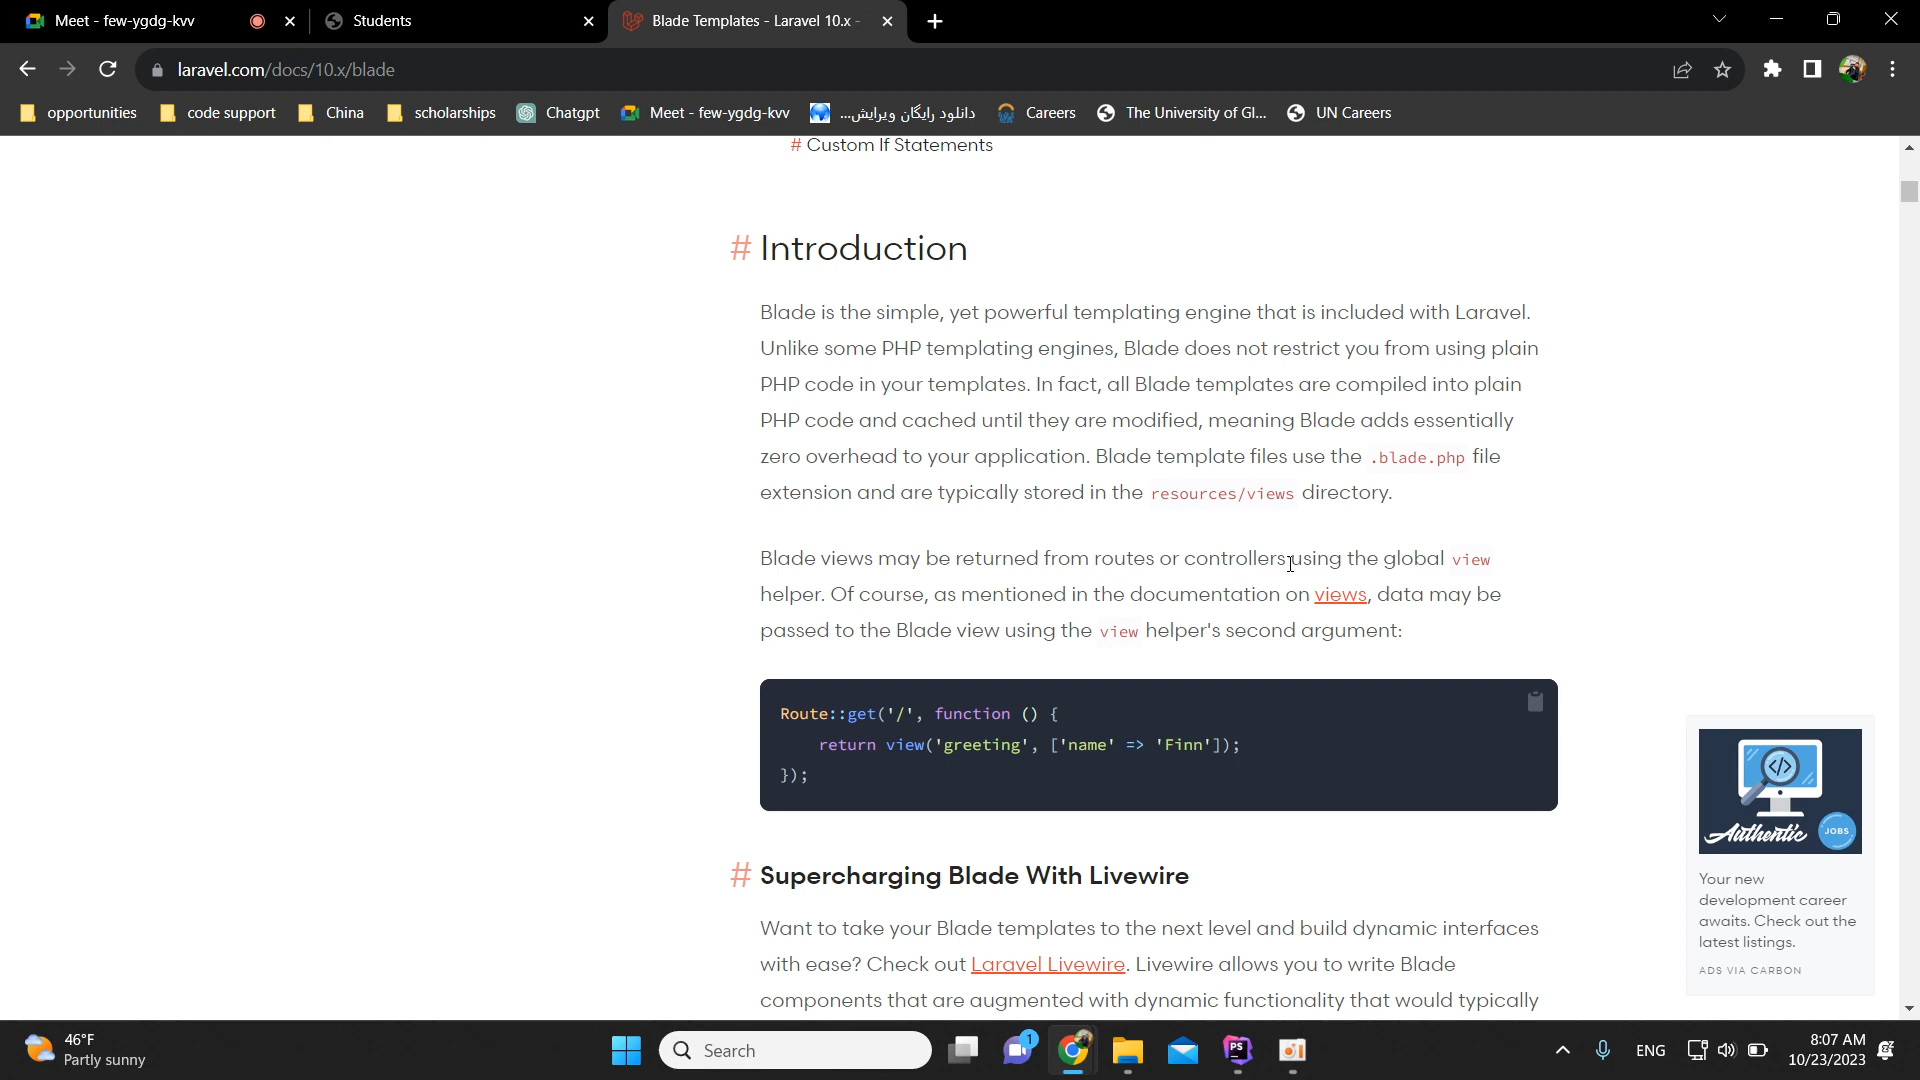 Meet - few-ygdg-kvv
Students
Blade Templates - Laravel 10.x -
laravel.com/docs/10.x/blade
opportunities
code support
China
scholarships
Chatgpt
Meet - few-ygdg-kvv
دانلود رایگان ویرایش...
Careers
The University of Gl...
UN Careers
# Custom If Statements
# Introduction
Blade is the simple, yet powerful templating engine that is included with Laravel.
Unlike some PHP templating engines, Blade does not restrict you from using plain
PHP code in your templates. In fact, all Blade templates are compiled into plain
PHP code and cached until they are modified, meaning Blade adds essentially
zero overhead to your application. Blade template files use the .blade.php file
extension and are typically stored in the resources/views directory.
Blade views may be returned from routes or controllers using the global view
helper. Of course, as mentioned in the documentation on views, data may be
passed to the Blade view using the view helper's second argument:
Route::get('/', function () {
return view('greeting', ['name' => 'Finn']);
});
# Supercharging Blade With Livewire
Want to take your Blade templates to the next level and build dynamic interfaces
with ease? Check out Laravel Livewire. Livewire allows you to write Blade
components that are augmented with dynamic functionality that would typically
Authentic JOBS
Your new
development career
awaits. Check out the
latest listings.
ADS VIA CARBON
46°F
Partly sunny
Search
1
PS
ENG
8:07 AM
10/23/2023